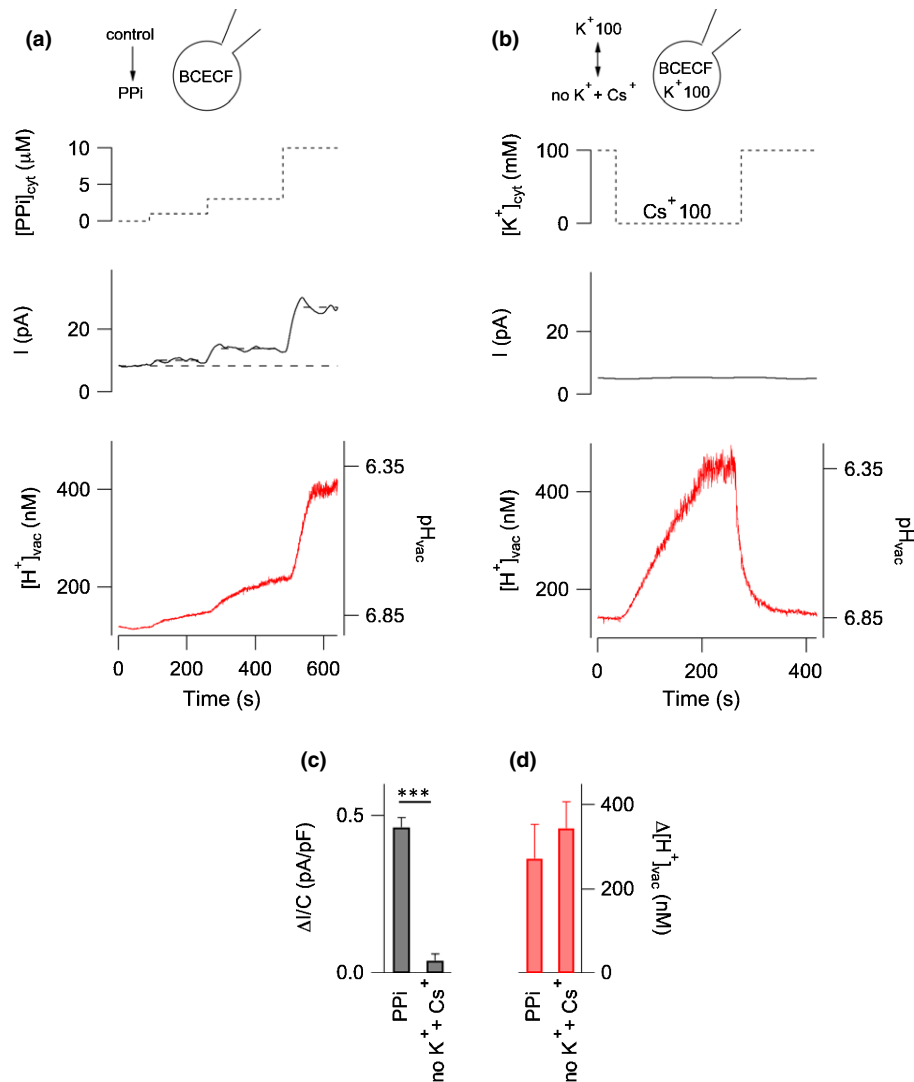 (a)
control
PPi
BCECF
[PPi]cyt (μM)
10
5
0
I (pA)
20
0
[H+]vac (nM)
400
200
6.35
6.85
pHvac
0
200
400
600
Time (s)
(b)
K+100
no K+ + Cs+
BCECF
K+100
[K+]cyt (mM)
100
0
Cs+100
I (pA)
20
0
[H+]vac (nM)
400
200
6.35
6.85
pHvac
0
200
400
Time (s)
(c)
***
ΔI/C (pA/pF)
0.5
0.0
PPi
no K+ + Cs+
(d)
400
200
0
Δ[H+]vac (nM)
PPi
no K+ + Cs+